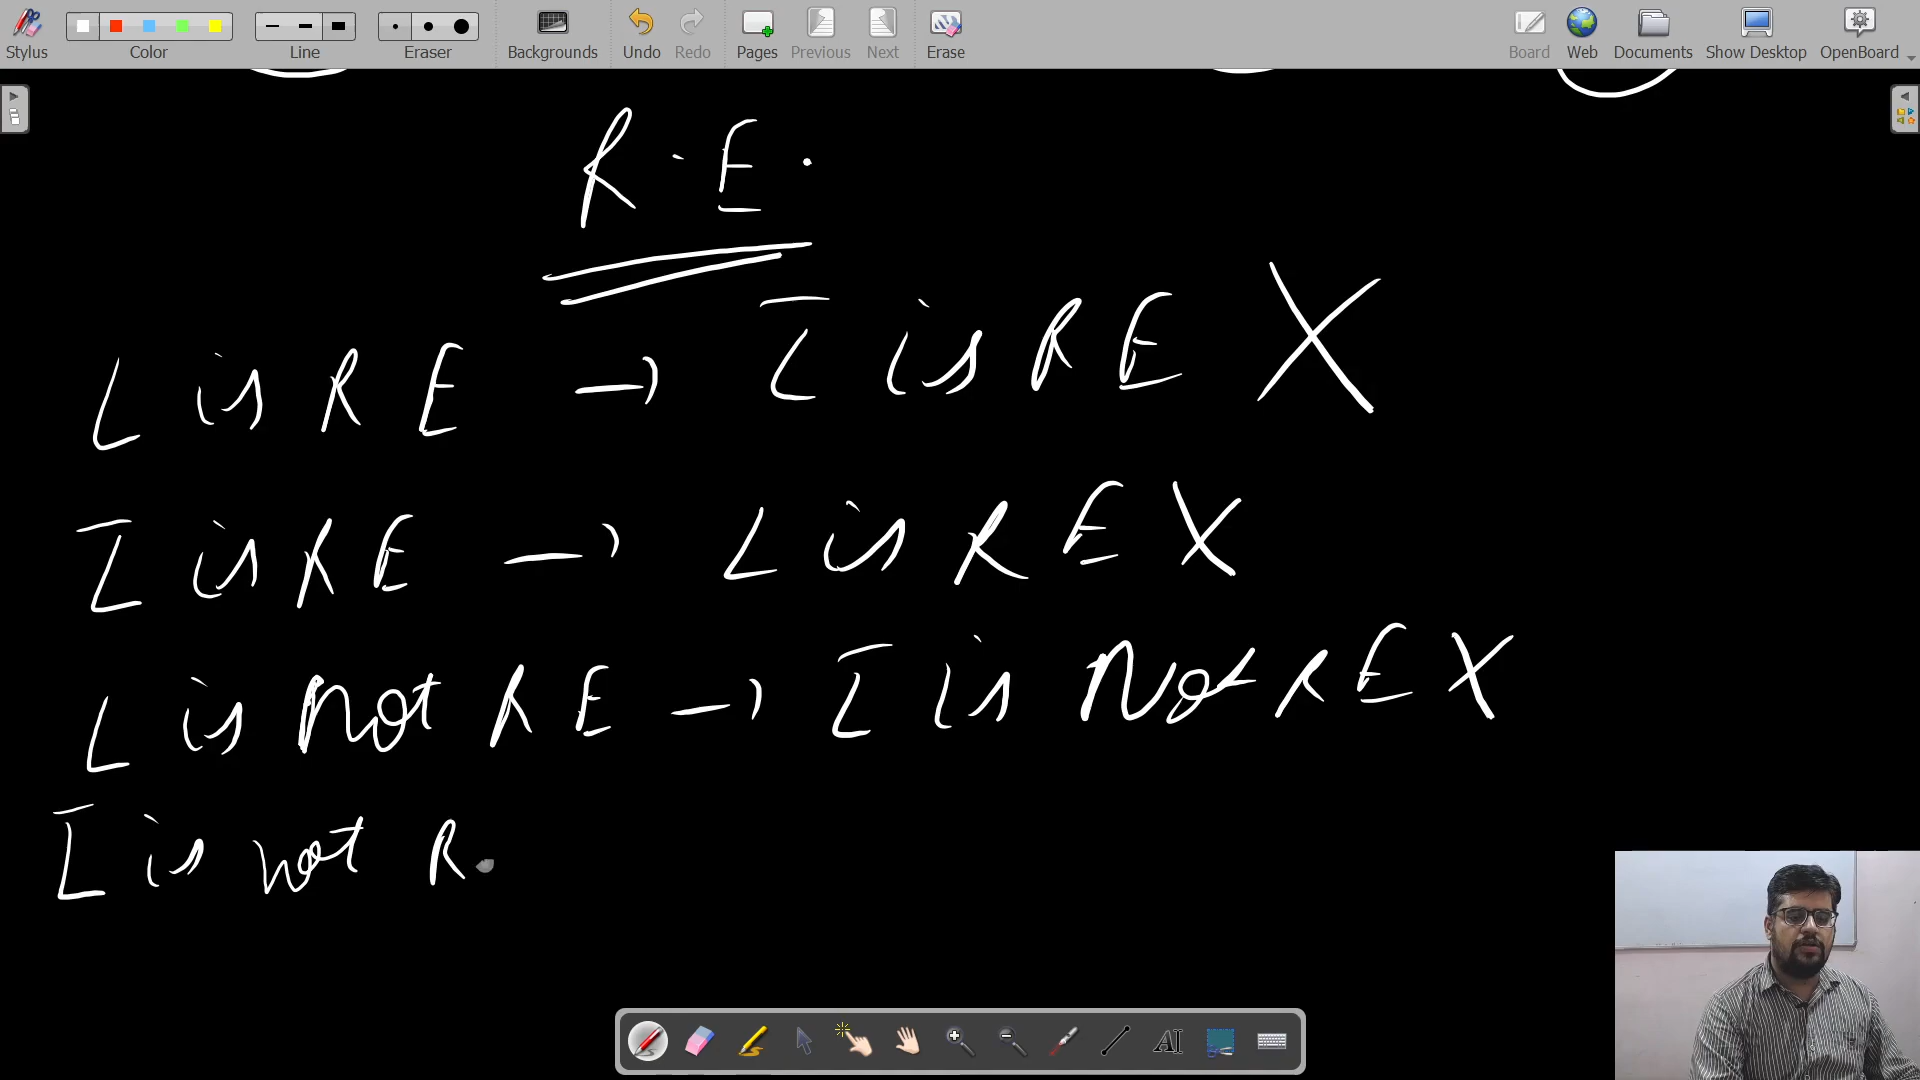 Stylus Color Line Eraser Backgrounds Undo Redo Pages Previous Next Erase Board Web Documents Show Desktop OpenBoard
R.E.
L is RE → L̅ is RE X
L̅ is RE → L is RE X
L is Not RE → L̅ is Not RE X
L̅ is not R